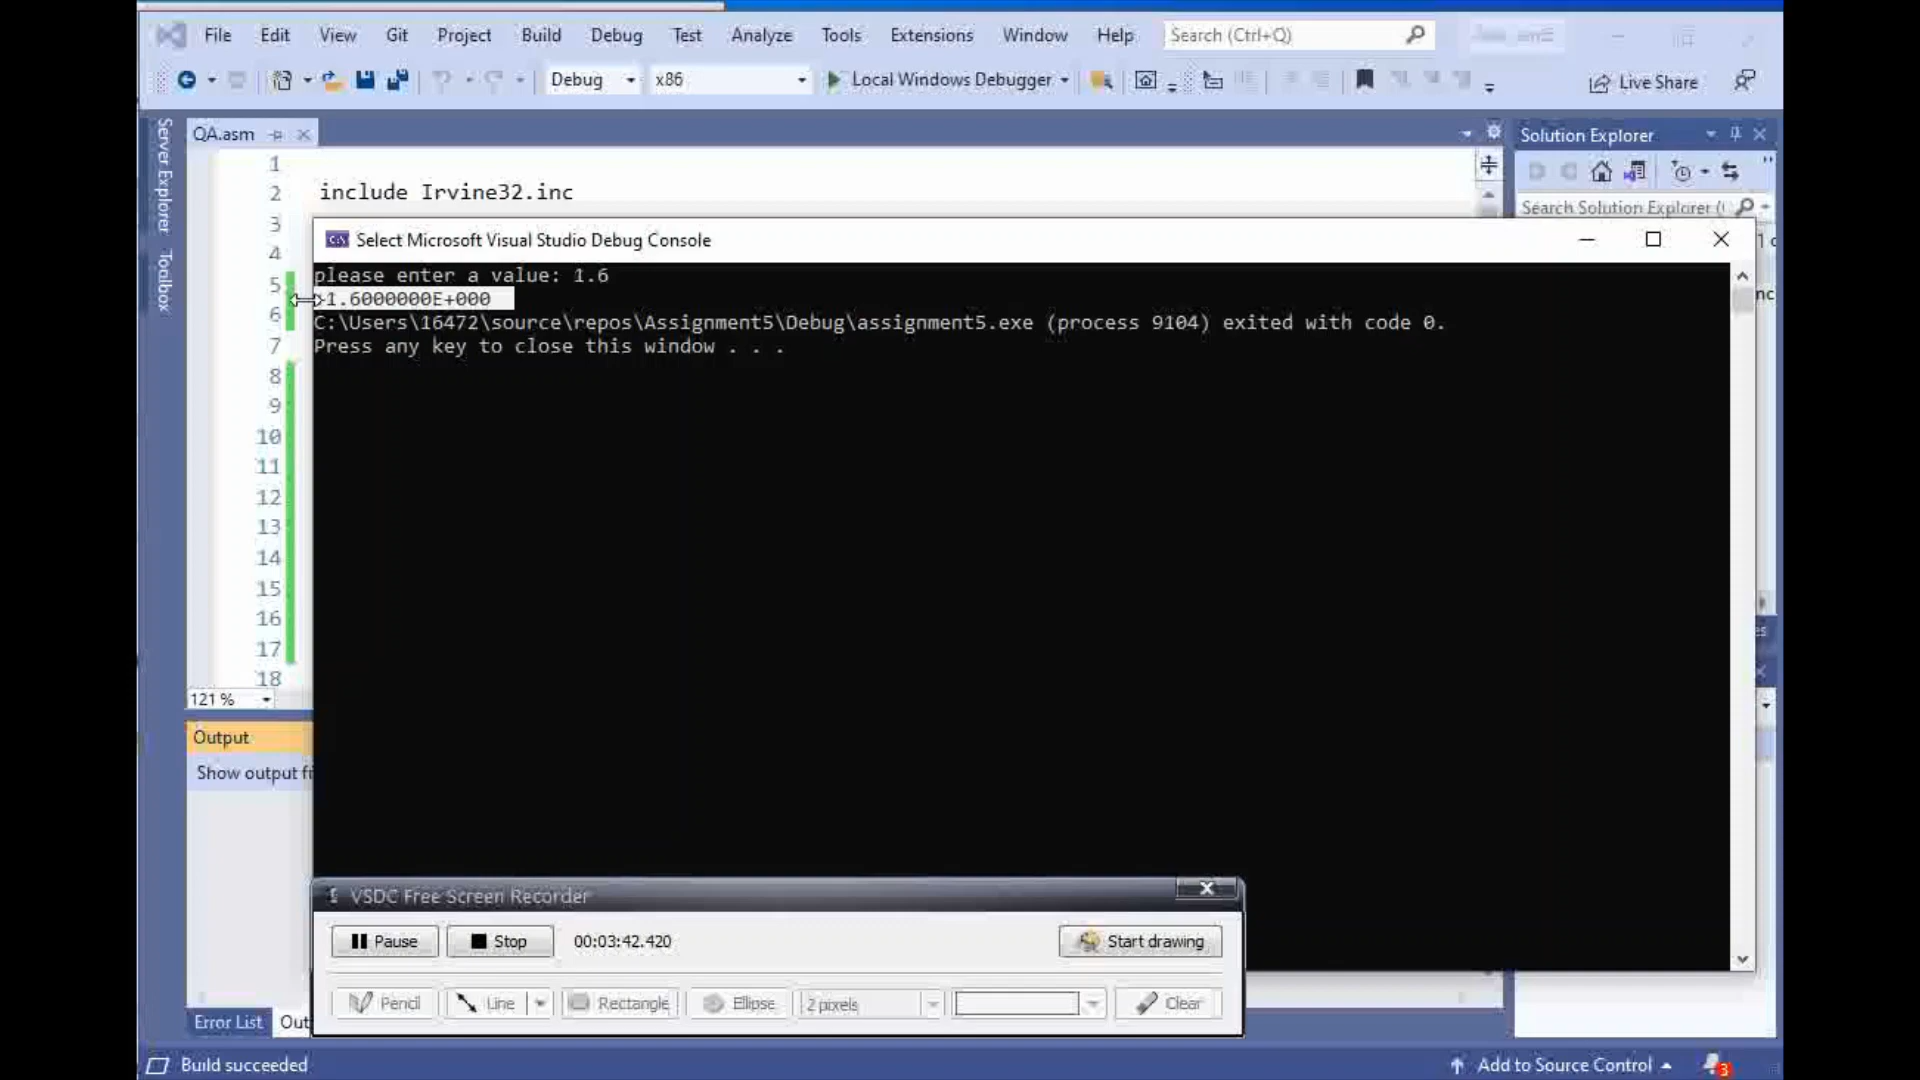 File Edit View Git Project Build Debug Test Analyze Tools Extensions Window Help Search (Ctrl+Q)
Debug x86 Local Windows Debugger Live Share
Server Explorer
Toolbox
QA.asm
Solution Explorer
Search Solution Explorer (
1
2 include Irvine32.inc
3
4
5
6
7
8
9
10
11
12
13
14
15
16
17
18
Select Microsoft Visual Studio Debug Console
please enter a value: 1.6
1.6000000E+000
C:\Users\16472\source\repos\Assignment5\Debug\assignment5.exe (process 9104) exited with code 0.
Press any key to close this window . . .
121 %
Output
Show output f
VSDC Free Screen Recorder
Pause Stop 00:03:42.420 Start drawing
Pencil Line Rectangle Ellipse 2 pixels Clear
Error List Out
Build succeeded Add to Source Control 3